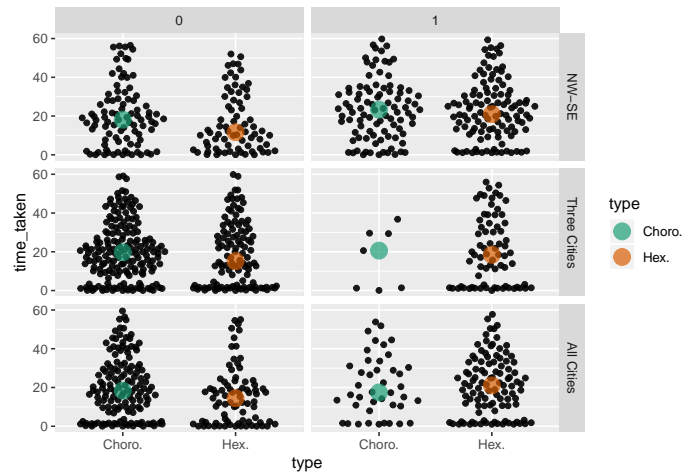 0 1
60
40
20
0
NW−SE
60
40
20
0
Three Cities
60
40
20
0
All Cities
time_taken
Choro. Hex. Choro. Hex.
type
type
Choro.
Hex.